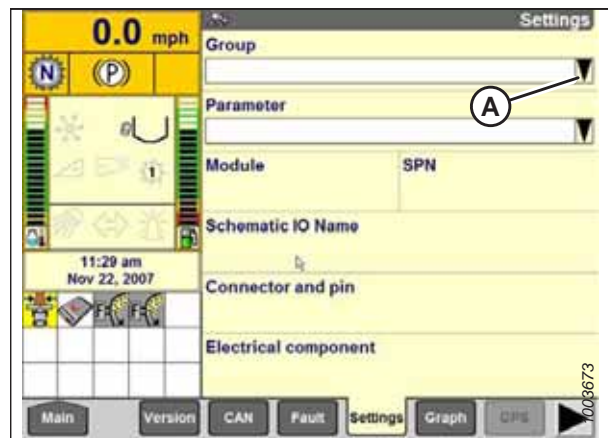 0.0 mph
Settings
Group
N
(P)
A
Parameter
1
Module
SPN
Schematic IO Name
11:29 am
Nov 22, 2007
Connector and pin
F
F
Electrical component
Main
Version
CAN
Fault
Settings
Graph
GPS
1003673